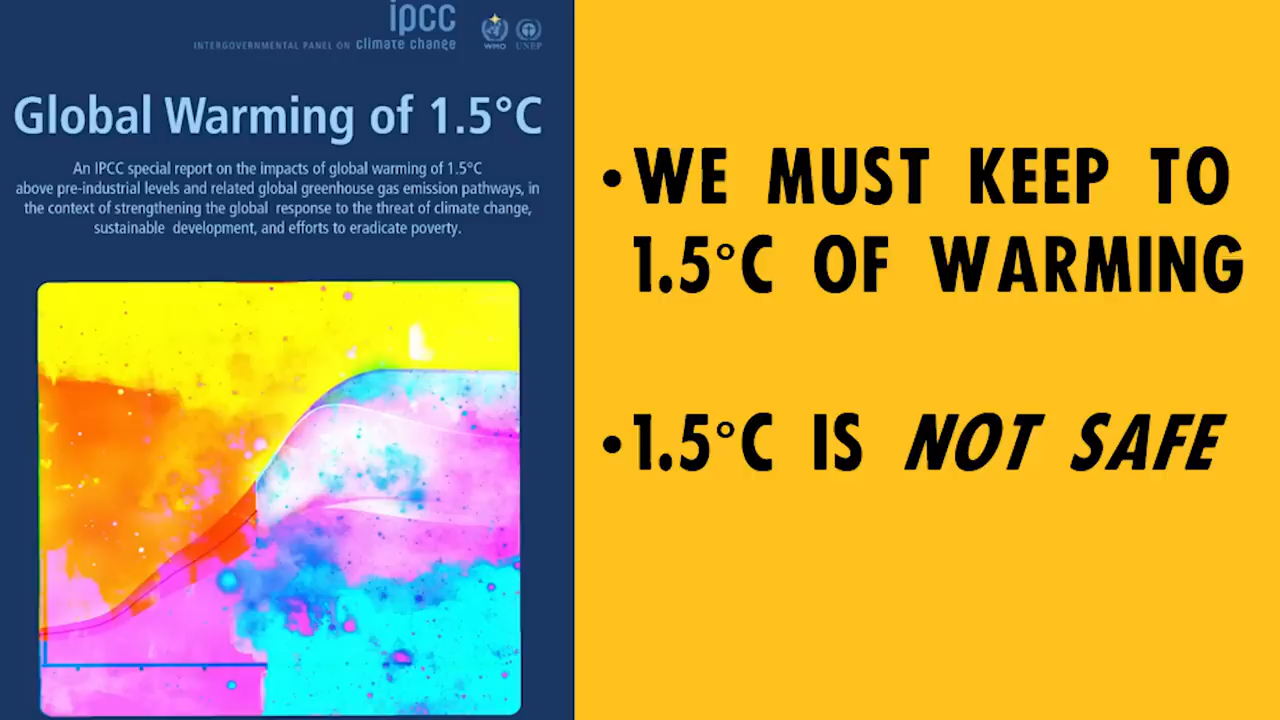 ipcc
INTERGOVERNMENTAL PANEL ON climate change
WMO UNEP
Global Warming of 1.5°C
An IPCC special report on the impacts of global warming of 1.5°C
above pre-industrial levels and related global greenhouse gas emission pathways, in
the context of strengthening the global response to the threat of climate change,
sustainable development, and efforts to eradicate poverty.
•WE MUST KEEP TO
1.5°C OF WARMING
•1.5°C IS NOT SAFE